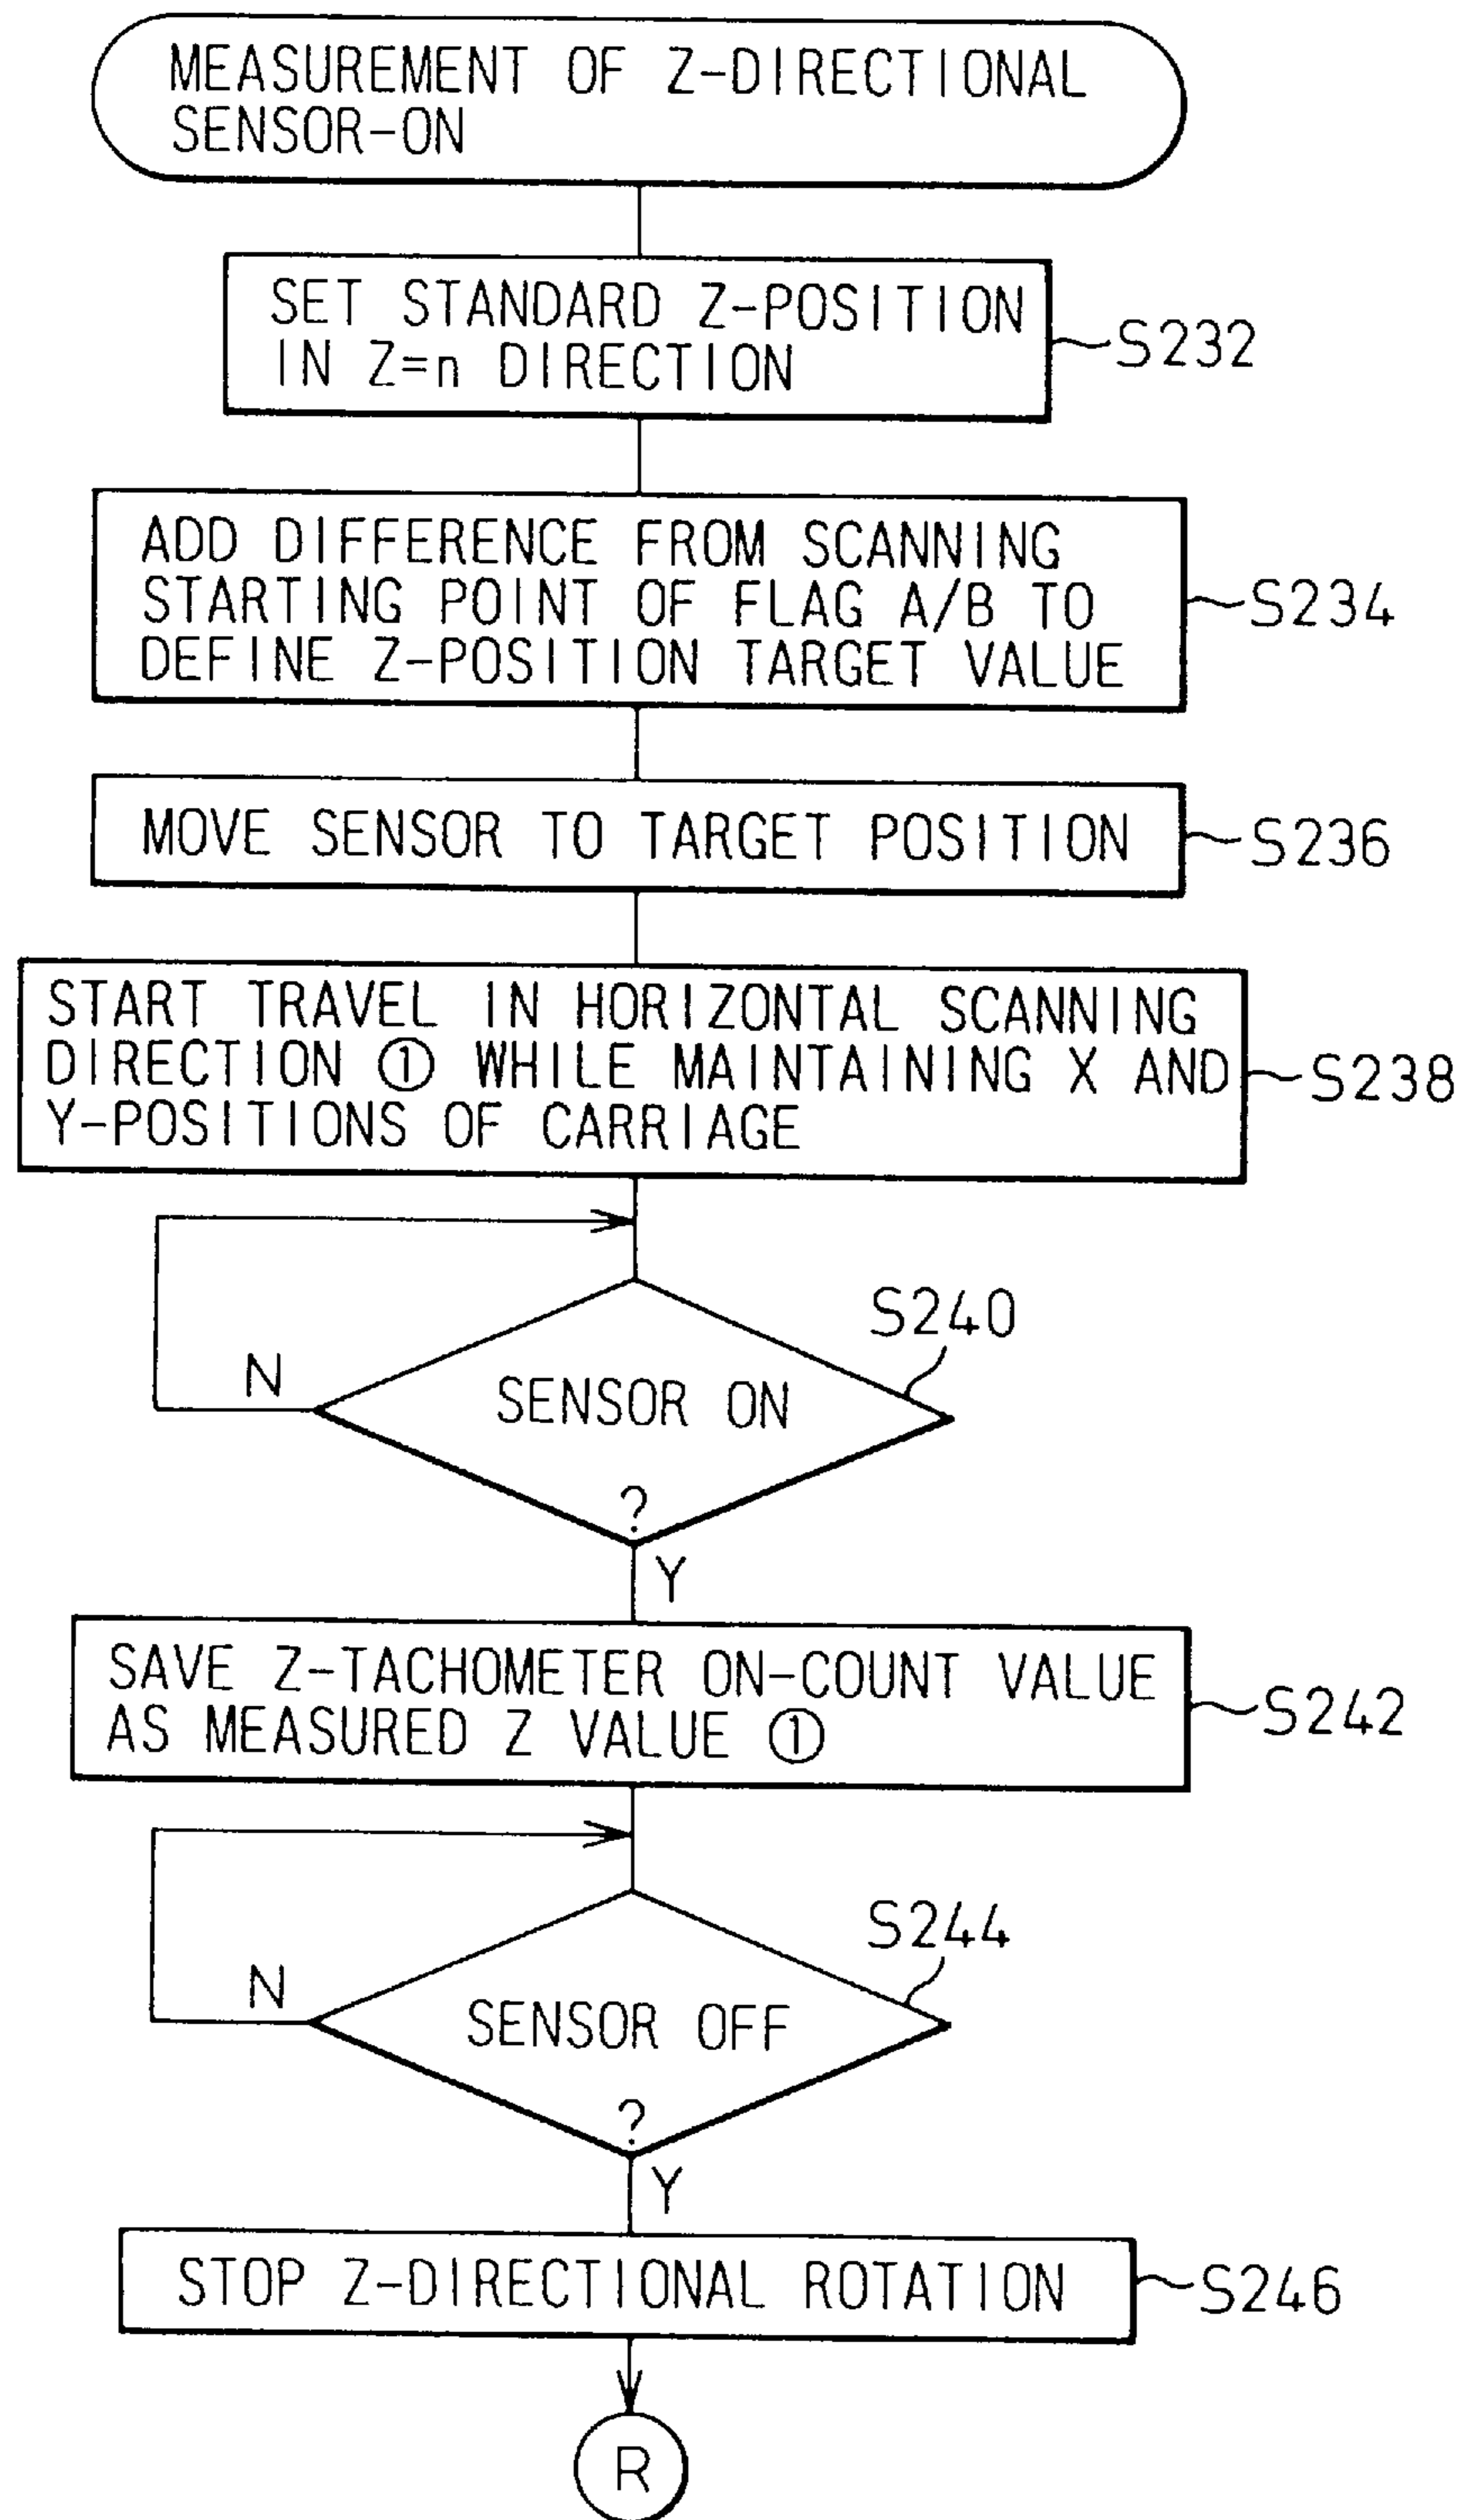 MEASUREMENT OF Z-DIRECTIONAL
SENSOR-ON
SET STANDARD Z-POSITION
IN Z=n DIRECTION
S232
ADD DIFFERENCE FROM SCANNING
STARTING POINT OF FLAG A/B TO
DEFINE Z-POSITION TARGET VALUE
S234
MOVE SENSOR TO TARGET POSITION
S236
START TRAVEL IN HORIZONTAL SCANNING
DIRECTION ① WHILE MAINTAINING X AND
Y-POSITIONS OF CARRIAGE
S238
S240
N
SENSOR ON
?
Y
SAVE Z-TACHOMETER ON-COUNT VALUE
AS MEASURED Z VALUE ①
S242
S244
N
SENSOR OFF
?
Y
STOP Z-DIRECTIONAL ROTATION
S246
R